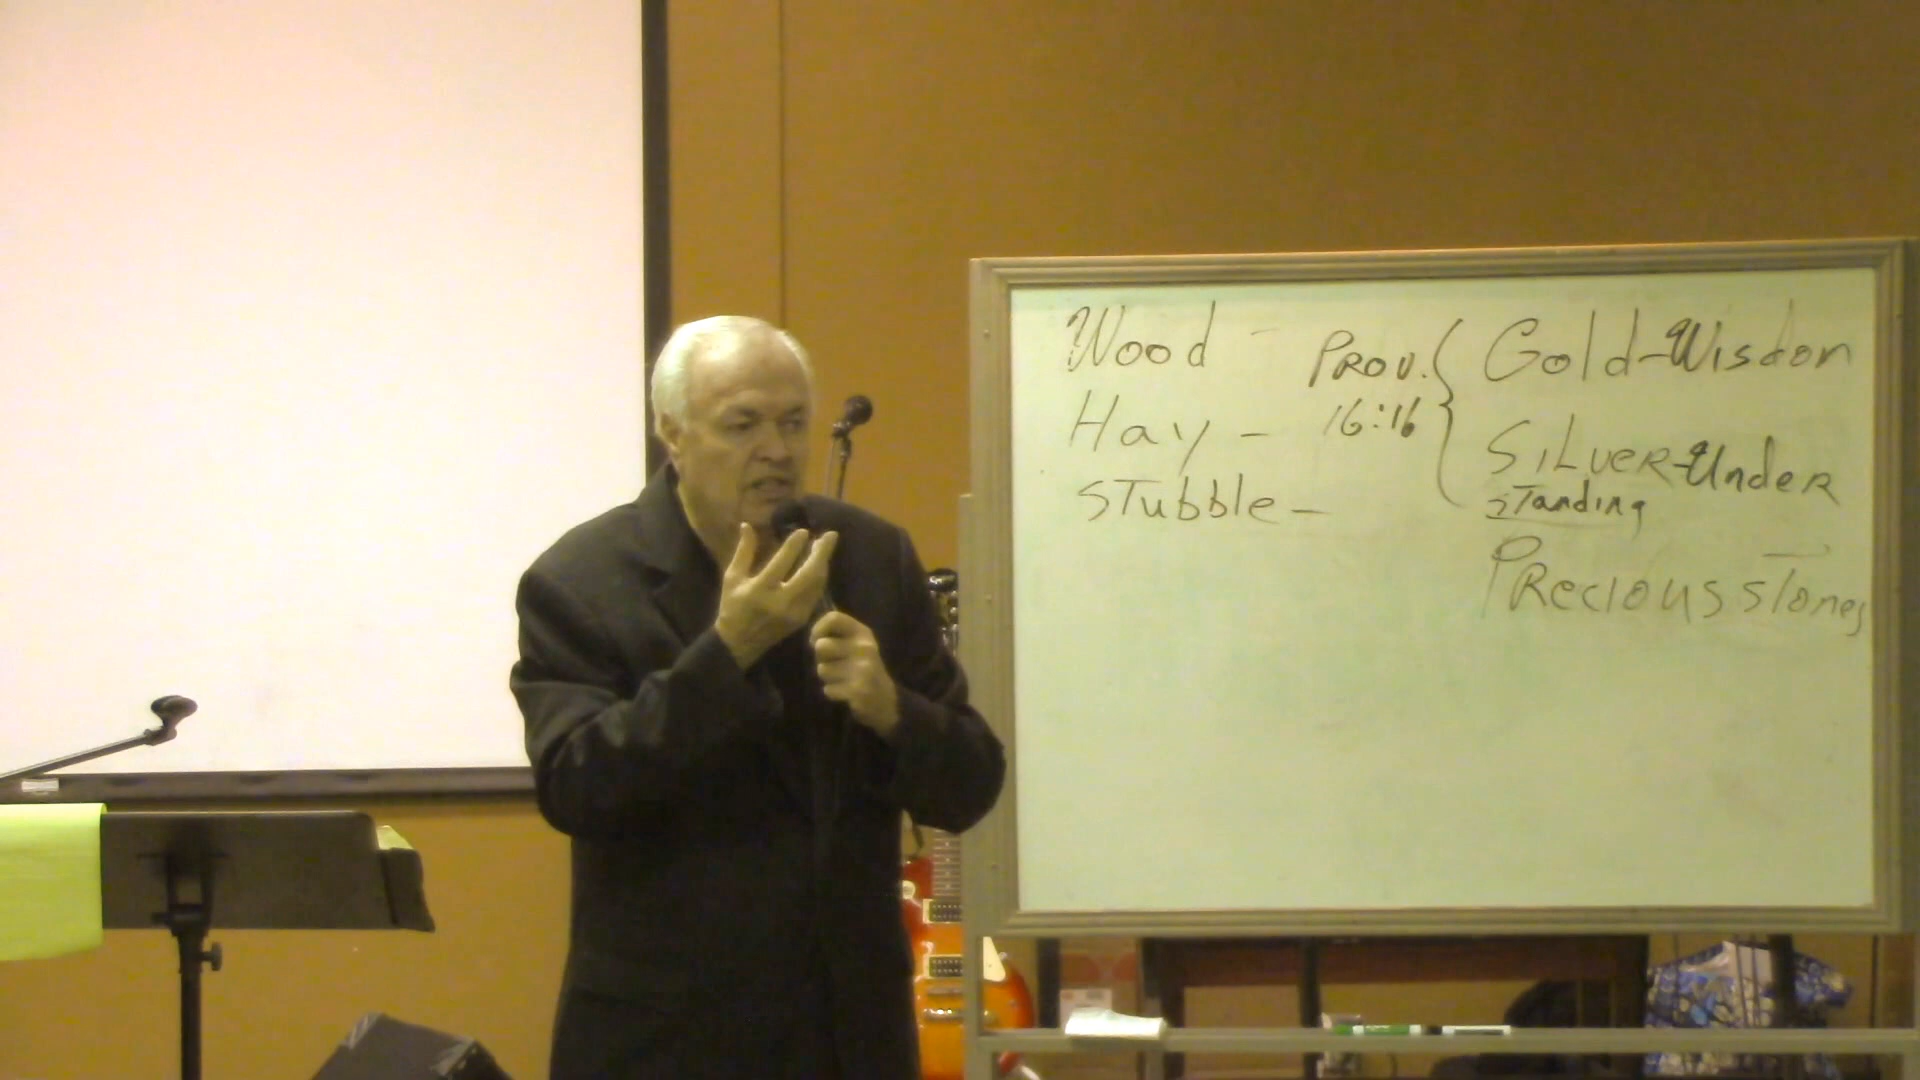 Wood -
Hay -
STubble -
PROV.
16:16
Gold-Wisdom
SiLVER-UndeR
sTanding
PRecious sTones